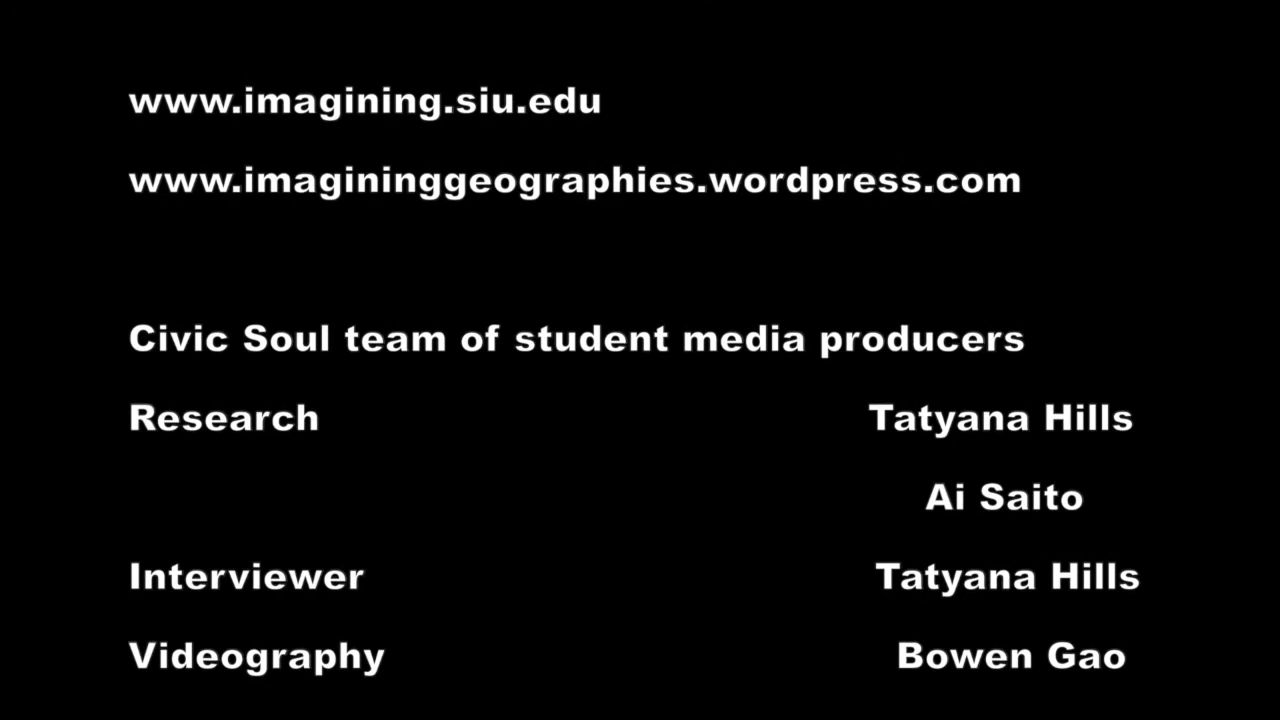 www.imagining.siu.edu
www.imagininggeographies.wordpress.com
Civic Soul team of student media producers
Research Tatyana Hills
Ai Saito
Interviewer Tatyana Hills
Videography Bowen Gao